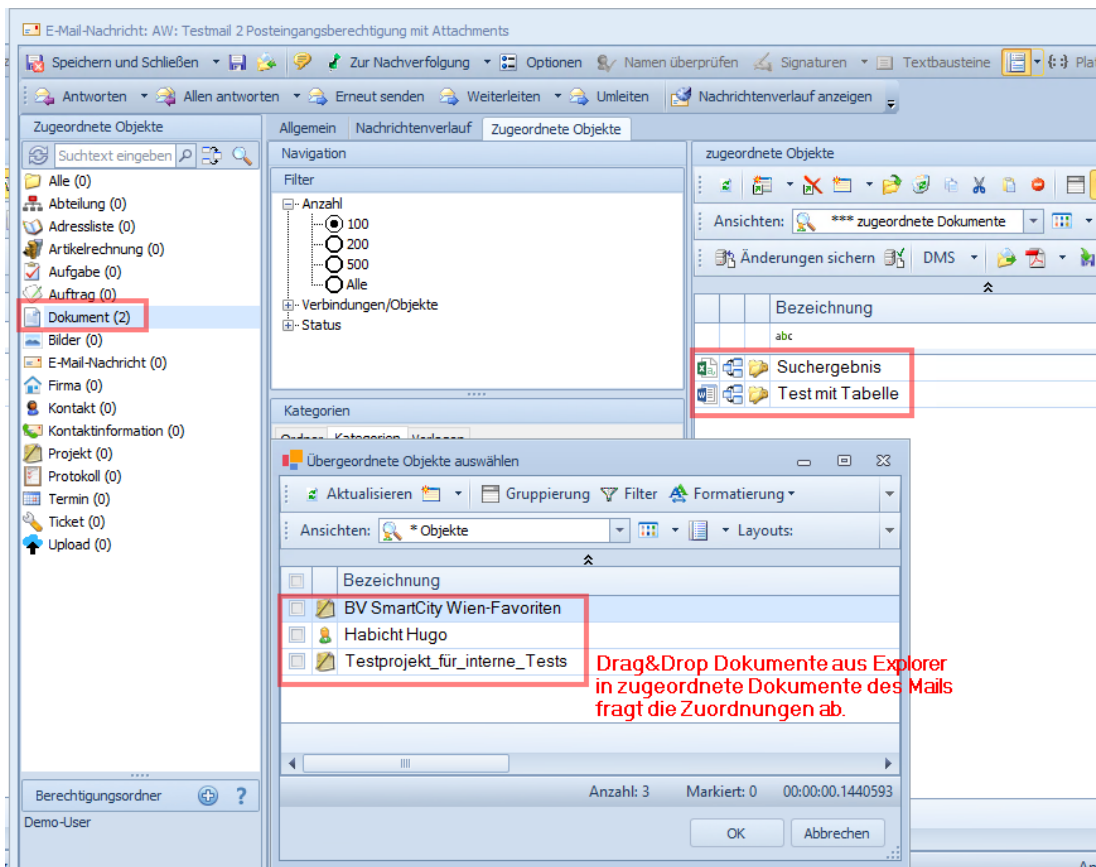 E-Mail-Nachricht: AW: Testmail 2 Posteingangsberechtigung mit Attachments
Speichern und Schließen Zur Nachverfolgung Optionen Namen überprüfen Signaturen Textbausteine
Antworten Allen antworten Erneut senden Weiterleiten Umleiten Nachrichtenverlauf anzeigen
Zugeordnete Objekte
Suchtext eingeben
Alle (0)
Abteilung (0)
Adressliste (0)
Artikelrechnung (0)
Aufgabe (0)
Auftrag (0)
Dokument (2)
Bilder (0)
E-Mail-Nachricht (0)
Firma (0)
Kontakt (0)
Kontaktinformation (0)
Projekt (0)
Protokoll (0)
Termin (0)
Ticket (0)
Upload (0)
Berechtigungsordner ?
Demo-User
Allgemein Nachrichtenverlauf Zugeordnete Objekte
Navigation
Filter
Anzahl
100
200
500
Alle
Verbindungen/Objekte
Status
Kategorien
Ordner Kategorien Vorlagen
zugeordnete Objekte
Ansichten: *** zugeordnete Dokumente
Änderungen sichern DMS
Bezeichnung
abc
Suchergebnis
Test mit Tabelle
Übergeordnete Objekte auswählen
Aktualisieren Gruppierung Filter Formatierung
Ansichten: * Objekte Layouts:
Bezeichnung
BV SmartCity Wien-Favoriten
Habicht Hugo
Testprojekt_für_interne_Tests
Drag&Drop Dokumente aus Explorer
in zugeordnete Dokumente des Mails
fragt die Zuordnungen ab.
Anzahl: 3 Markiert: 0 00:00:00.1440593
OK Abbrechen